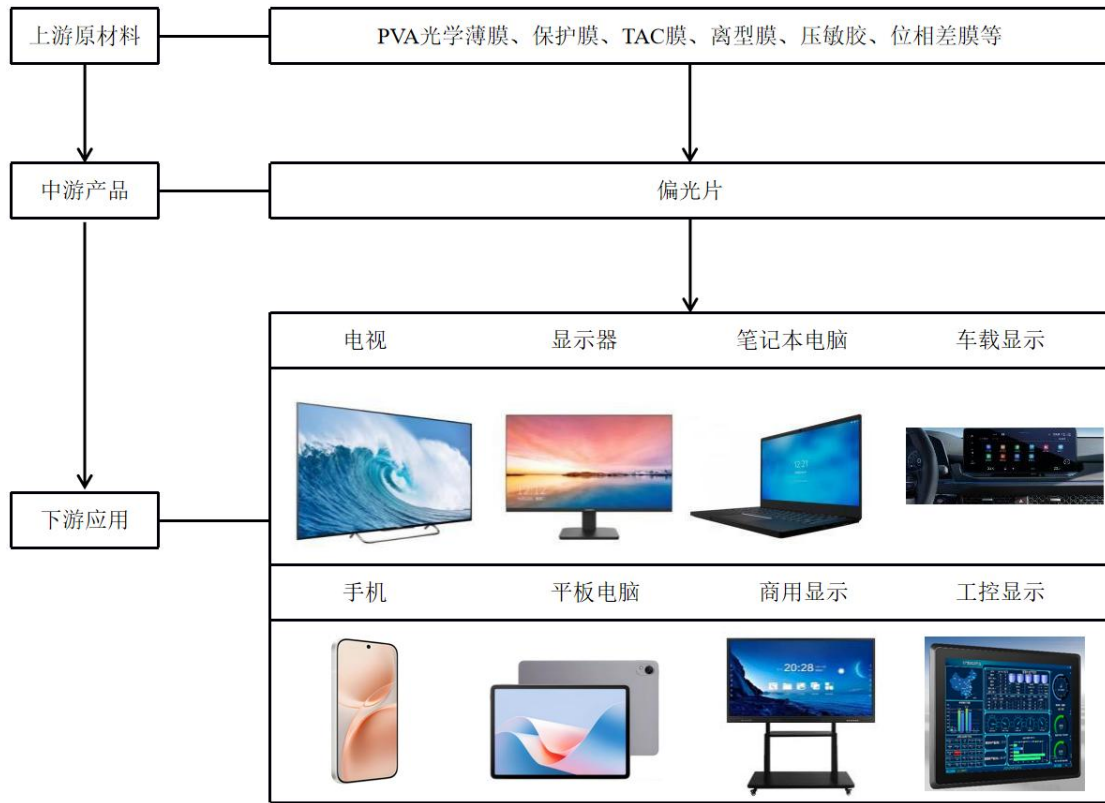 上游原材料
PVA光学薄膜、保护膜、TAC膜、离型膜、压敏胶、位相差膜等
中游产品
偏光片
下游应用
电视
显示器
笔记本电脑
车载显示
12:21
手机
平板电脑
商用显示
工控显示
20:28